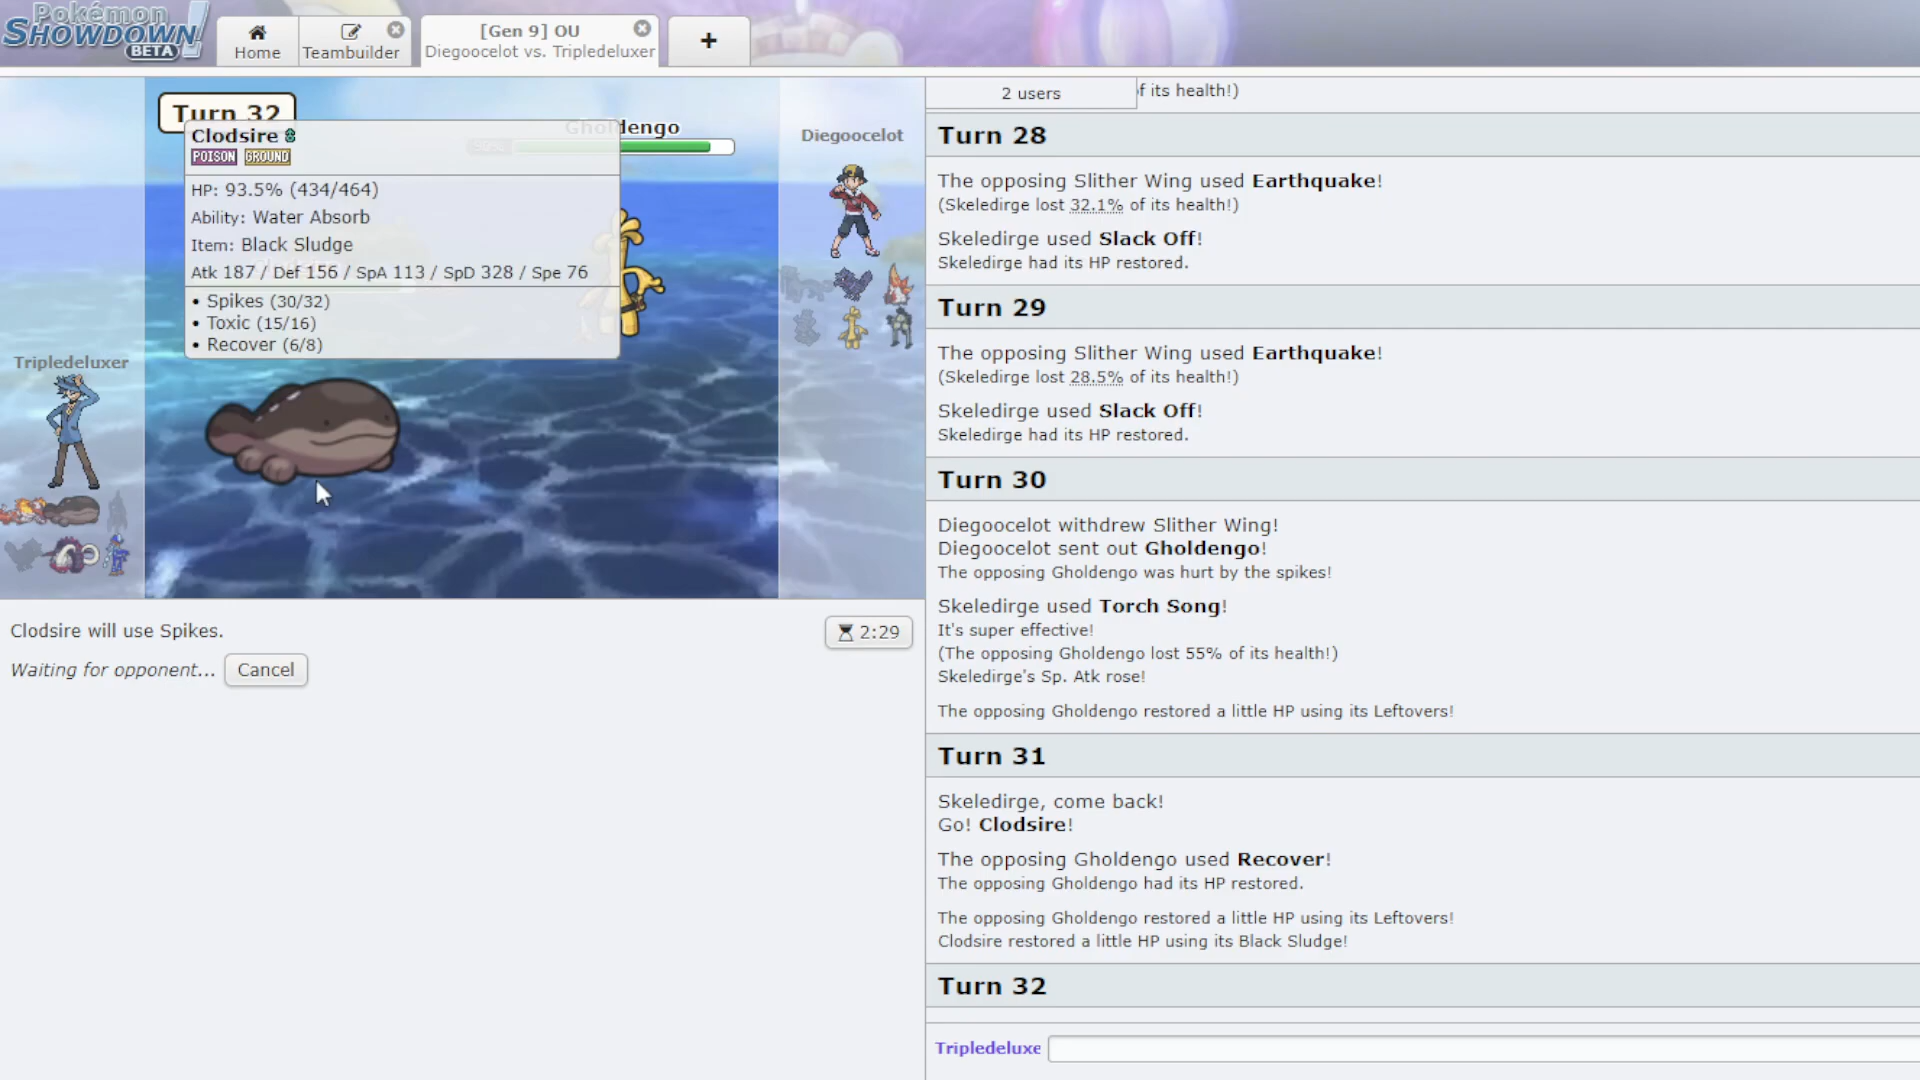 Pokémon
SHOWDOWN!
BETA
Home
Teambuilder
[Gen 9] OU
Diegoocelot vs. Tripledeluxer
+
Turn 32
Clodsire
POISON GROUND
HP: 93.5% (434/464)
Ability: Water Absorb
Item: Black Sludge
Atk 187 / Def 156 / SpA 113 / SpD 328 / Spe 76
• Spikes (30/32)
• Toxic (15/16)
• Recover (6/8)
Gholdengo
Diegoocelot
Tripledeluxer
Clodsire will use Spikes.
2:29
Waiting for opponent... Cancel
2 users
f its health!)
Turn 28
The opposing Slither Wing used Earthquake!
(Skeledirge lost 32.1% of its health!)
Skeledirge used Slack Off!
Skeledirge had its HP restored.
Turn 29
The opposing Slither Wing used Earthquake!
(Skeledirge lost 28.5% of its health!)
Skeledirge used Slack Off!
Skeledirge had its HP restored.
Turn 30
Diegoocelot withdrew Slither Wing!
Diegoocelot sent out Gholdengo!
The opposing Gholdengo was hurt by the spikes!
Skeledirge used Torch Song!
It's super effective!
(The opposing Gholdengo lost 55% of its health!)
Skeledirge's Sp. Atk rose!
The opposing Gholdengo restored a little HP using its Leftovers!
Turn 31
Skeledirge, come back!
Go! Clodsire!
The opposing Gholdengo used Recover!
The opposing Gholdengo had its HP restored.
The opposing Gholdengo restored a little HP using its Leftovers!
Clodsire restored a little HP using its Black Sludge!
Turn 32
Tripledeluxe